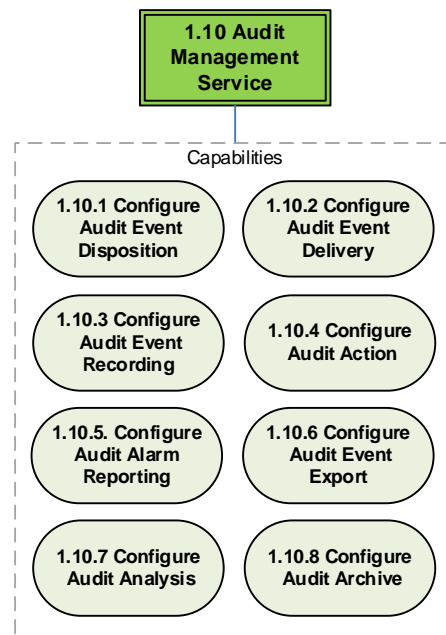 1.10 Audit
Management
Service
Capabilities
1.10.1 Configure
Audit Event
Disposition
1.10.2 Configure
Audit Event
Delivery
1.10.3 Configure
Audit Event
Recording
1.10.4 Configure
Audit Action
1.10.5. Configure
Audit Alarm
Reporting
1.10.6 Configure
Audit Event
Export
1.10.7 Configure
Audit Analysis
1.10.8 Configure
Audit Archive